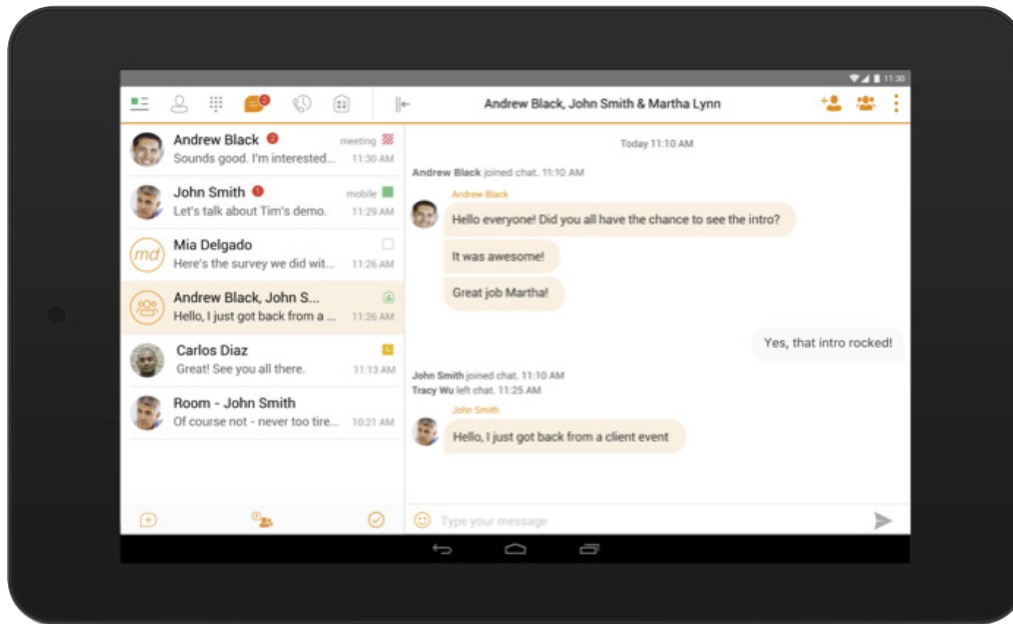 11:30
2
Andrew Black, John Smith & Martha Lynn
Andrew Black 2 meeting
Sounds good. I'm interested... 11:30 AM
John Smith 1 mobile
Let's talk about Tim's demo. 11:29 AM
md
Mia Delgado
Here's the survey we did wit... 11:26 AM
Andrew Black, John S...
Hello, I just got back from a ... 11:26 AM
Carlos Diaz
Great! See you all there. 11:13 AM
Room - John Smith
Of course not - never too tire... 10:21 AM
Today 11:10 AM
Andrew Black joined chat. 11:10 AM
Andrew Black
Hello everyone! Did you all have the chance to see the intro?
It was awesome!
Great job Martha!
Yes, that intro rocked!
John Smith joined chat. 11:10 AM
Tracy Wu left chat. 11:25 AM
John Smith
Hello, I just got back from a client event
Type your message